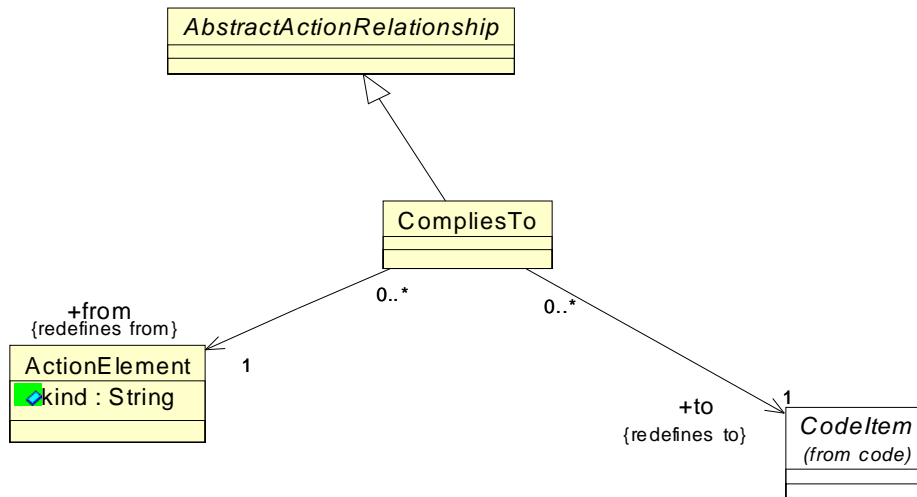 AbstractActionRelationship
CompliesTo
0..*
0..*
+from
{redefines from}
1
ActionElement
kind : String
+to
{redefines to}
1
CodeItem
(from code)